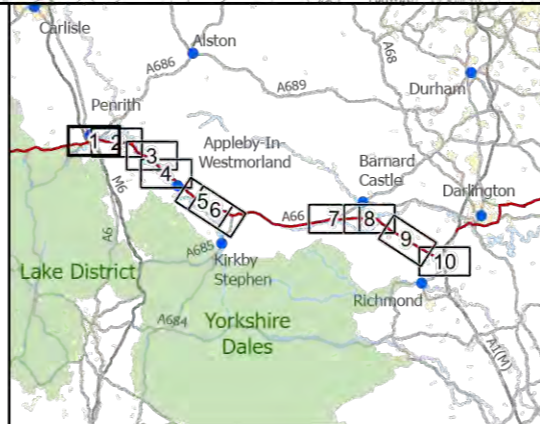 Carlisle
Alston
A686
A689
A68
Durham
Penrith
1
2
3
4
5
6
Appleby-In
Westmorland
Barnard
Castle
Darlington
M6
A6
A66
7
8
9
10
A685
Kirkby
Stephen
Lake District
Richmond
A684
Yorkshire
Dales
A1(M)